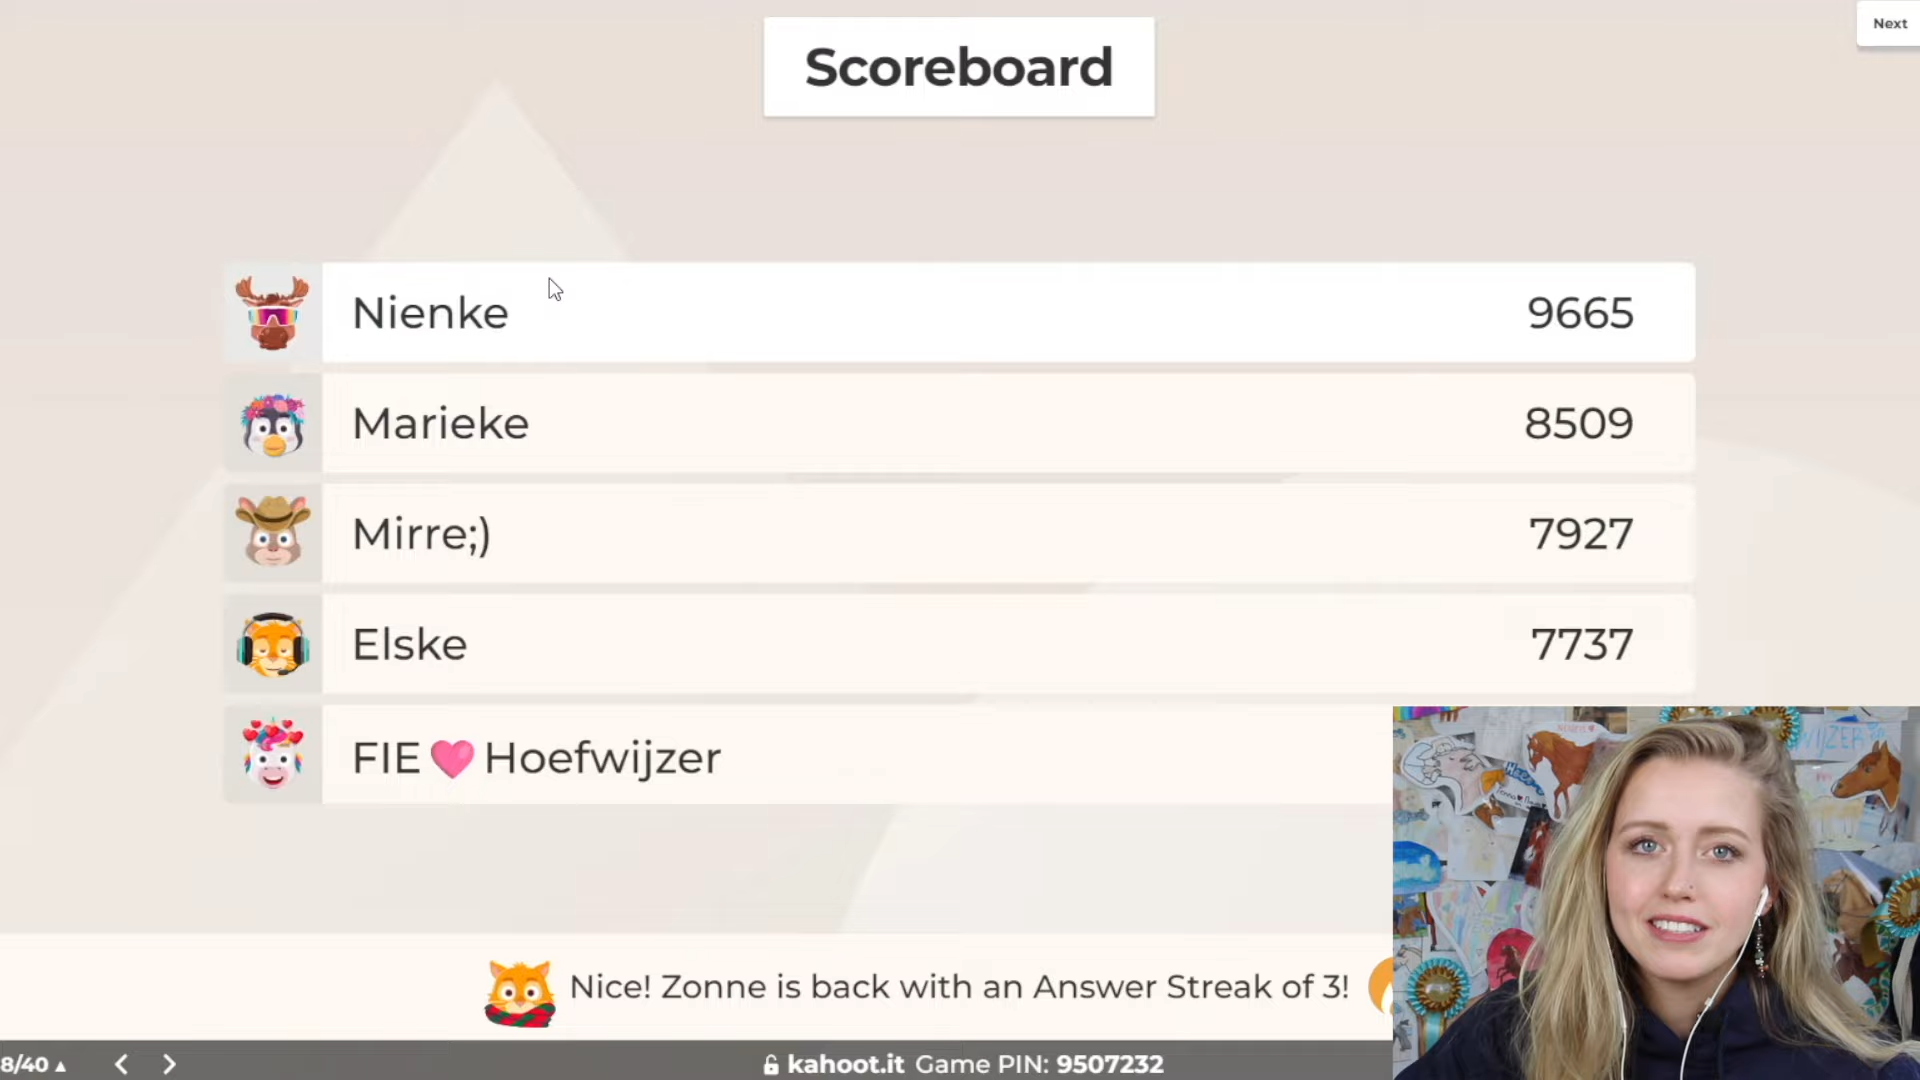 Next
Scoreboard
Nienke 9665
Marieke 8509
Mirre;) 7927
Elske 7737
FIE🩷Hoefwijzer
Nice! Zonne is back with an Answer Streak of 3!
8/40 ▲ kahoot.it Game PIN: 9507232
WIJZER